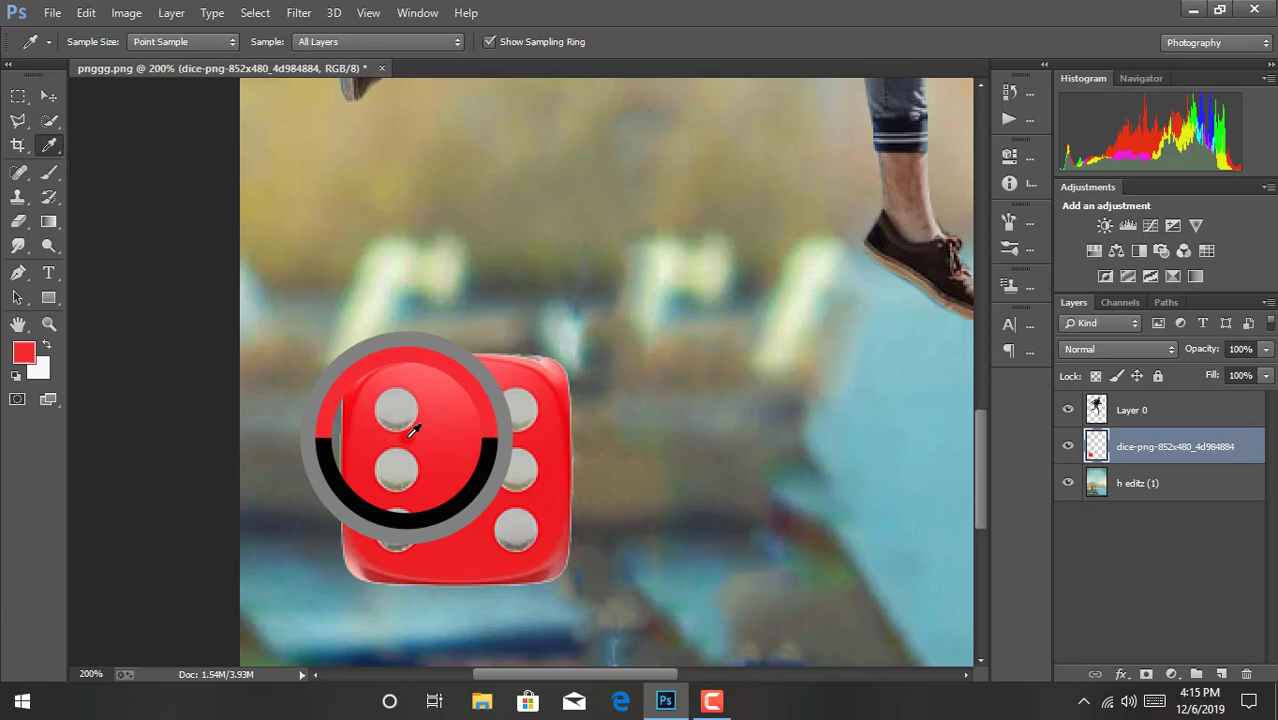 Ps File Edit Image Layer Type Select Filter 3D View Window Help
Sample Size: Point Sample Sample: All Layers Show Sampling Ring Photography
pnggg.png @ 200% (dice-png-852x480_4d984884, RGB/8) * ×
Histogram Navigator
Adjustments
Add an adjustment
Layers Channels Paths
Kind
Normal Opacity: 100%
Lock: Fill: 100%
Layer 0
dice-png-852x480_4d984884
h editz (1)
200% Doc: 1.54M/3.93M
4:15 PM
12/6/2019